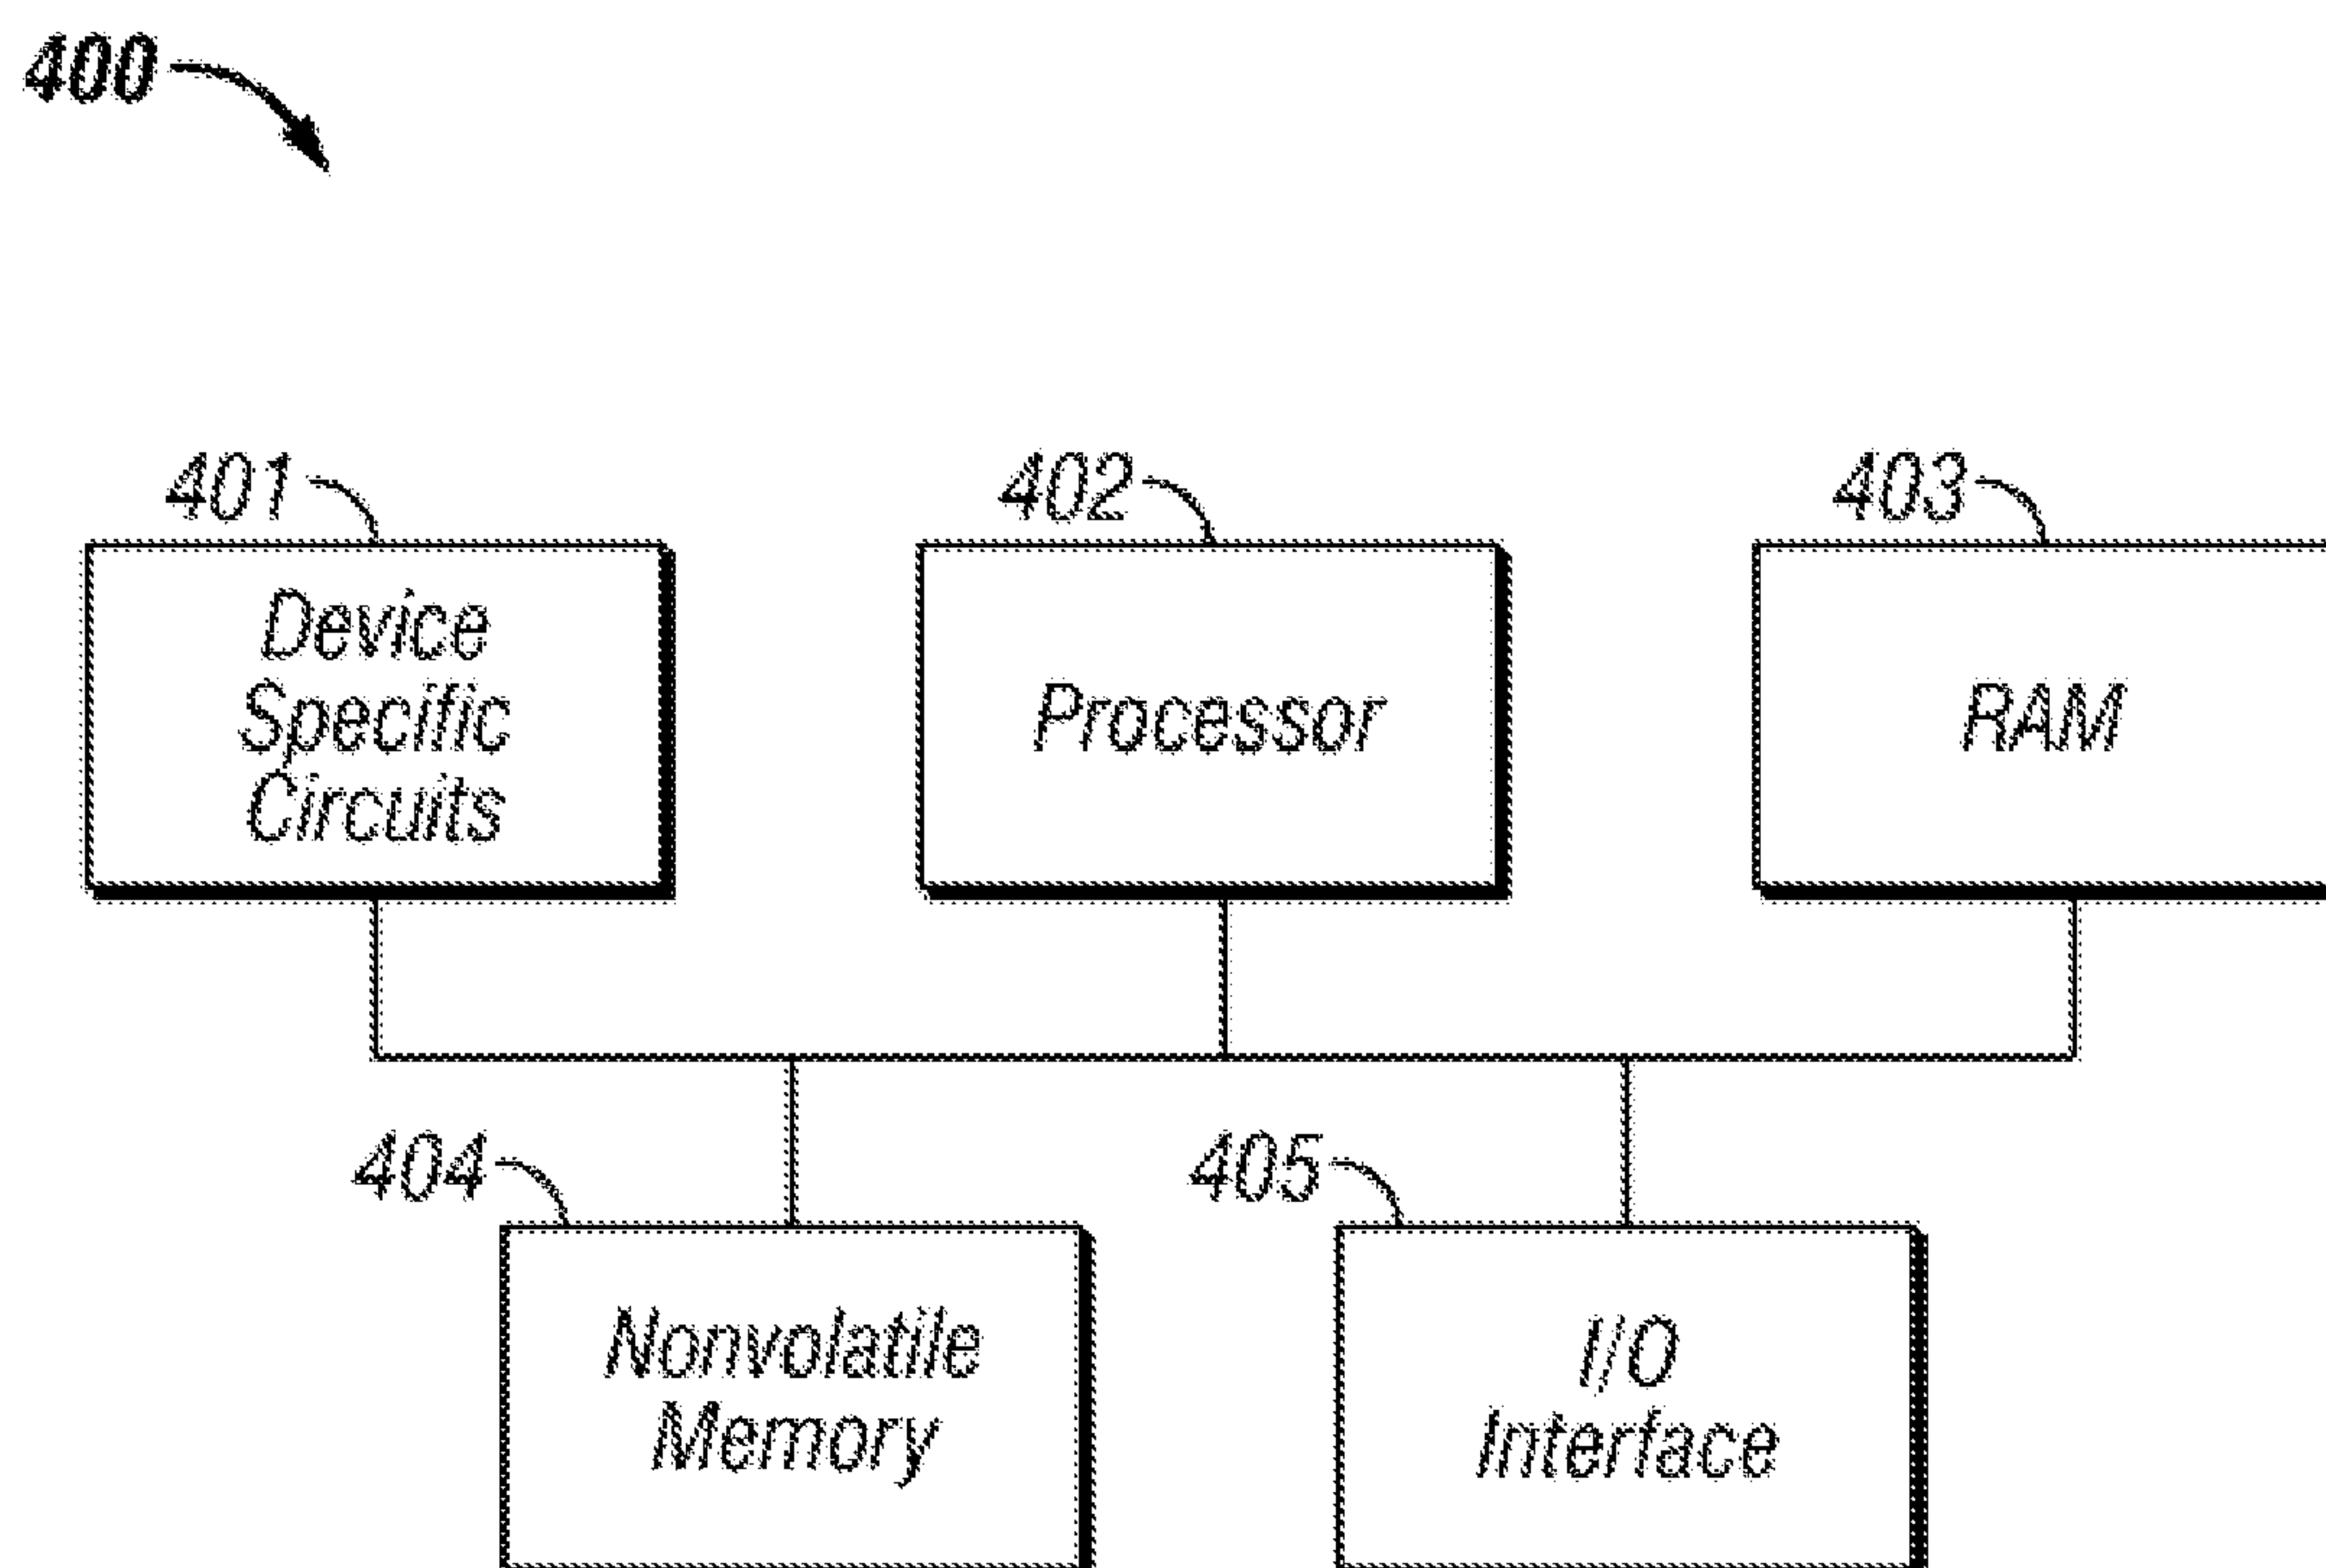 400
401
402
403
Device
Specific
Circuits
Processor
RAM
404
405
Nonvolatile
Memory
I/O
Interface